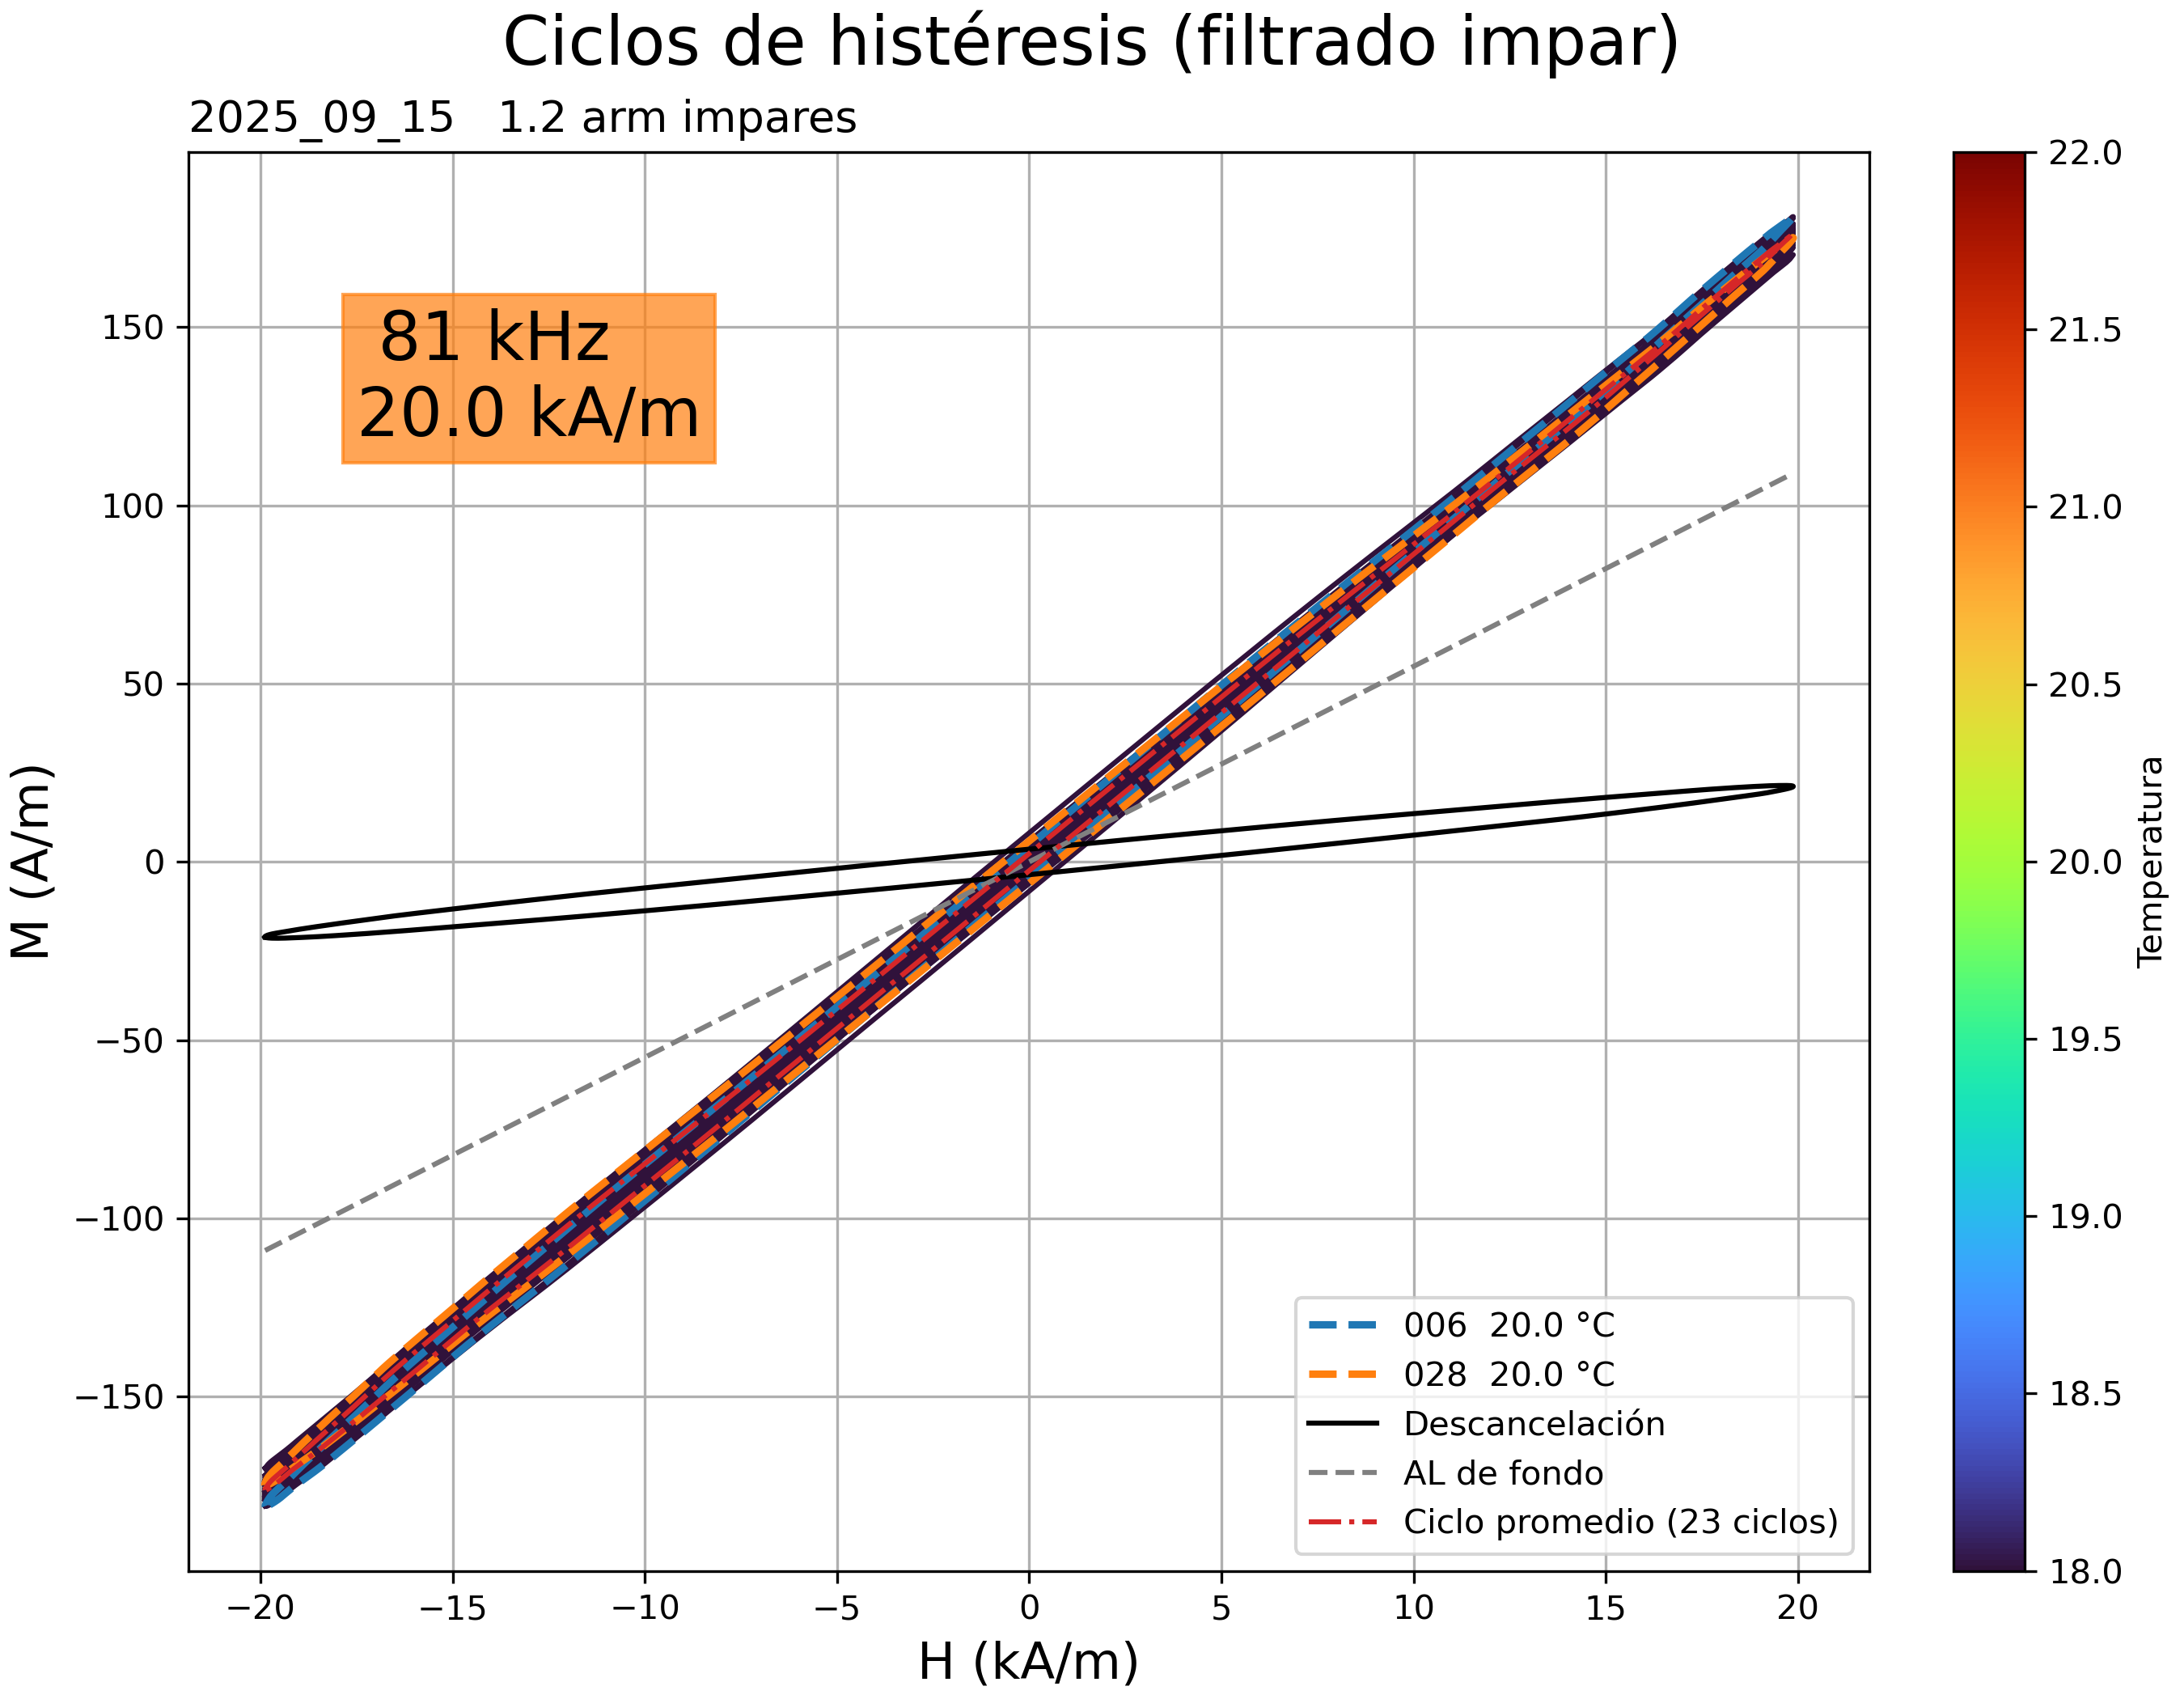 Ciclos de histéresis (filtrado impar)
2025_09_15   1.2 arm impares
81 kHz
20.0 kA/m
M (A/m)
150
100
50
0
−50
−100
−150
−20
−15
−10
−5
0
5
10
15
20
H (kA/m)
006  20.0 °C
028  20.0 °C
Descancelación
AL de fondo
Ciclo promedio (23 ciclos)
22.0
21.5
21.0
20.5
20.0
19.5
19.0
18.5
18.0
Temperatura